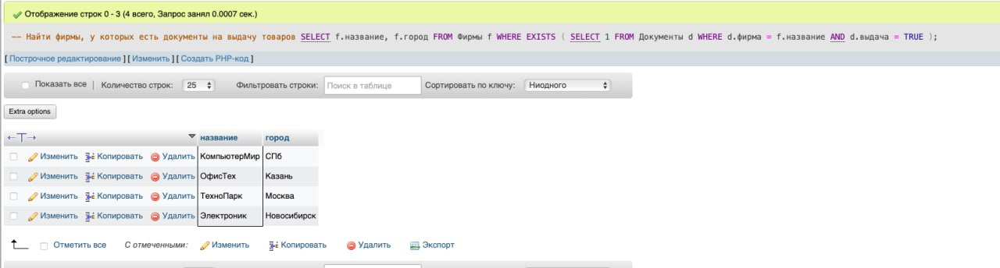 Отображение строк 0 - 3 (4 всего, Запрос занял 0.0007 сек.)
-- Найти фирмы, у которых есть документы на выдачу товаров SELECT f.название, f.город FROM Фирмы f WHERE EXISTS ( SELECT 1 FROM Документы d WHERE d.фирма = f.название AND d.выдача = TRUE );
[ Построчное редактирование ] [ Изменить ] [ Создать PHP-код ]
Показать все | Количество строк: 25 Фильтровать строки: Поиск в таблице Сортировать по ключу: Ниодного
Extra options
←T→ название город
Изменить Копировать Удалить КомпьютерМир СПб
Изменить Копировать Удалить ОфисТех Казань
Изменить Копировать Удалить ТехноПарк Москва
Изменить Копировать Удалить Электроник Новосибирск
Отметить все С отмеченными: Изменить Копировать Удалить Экспорт